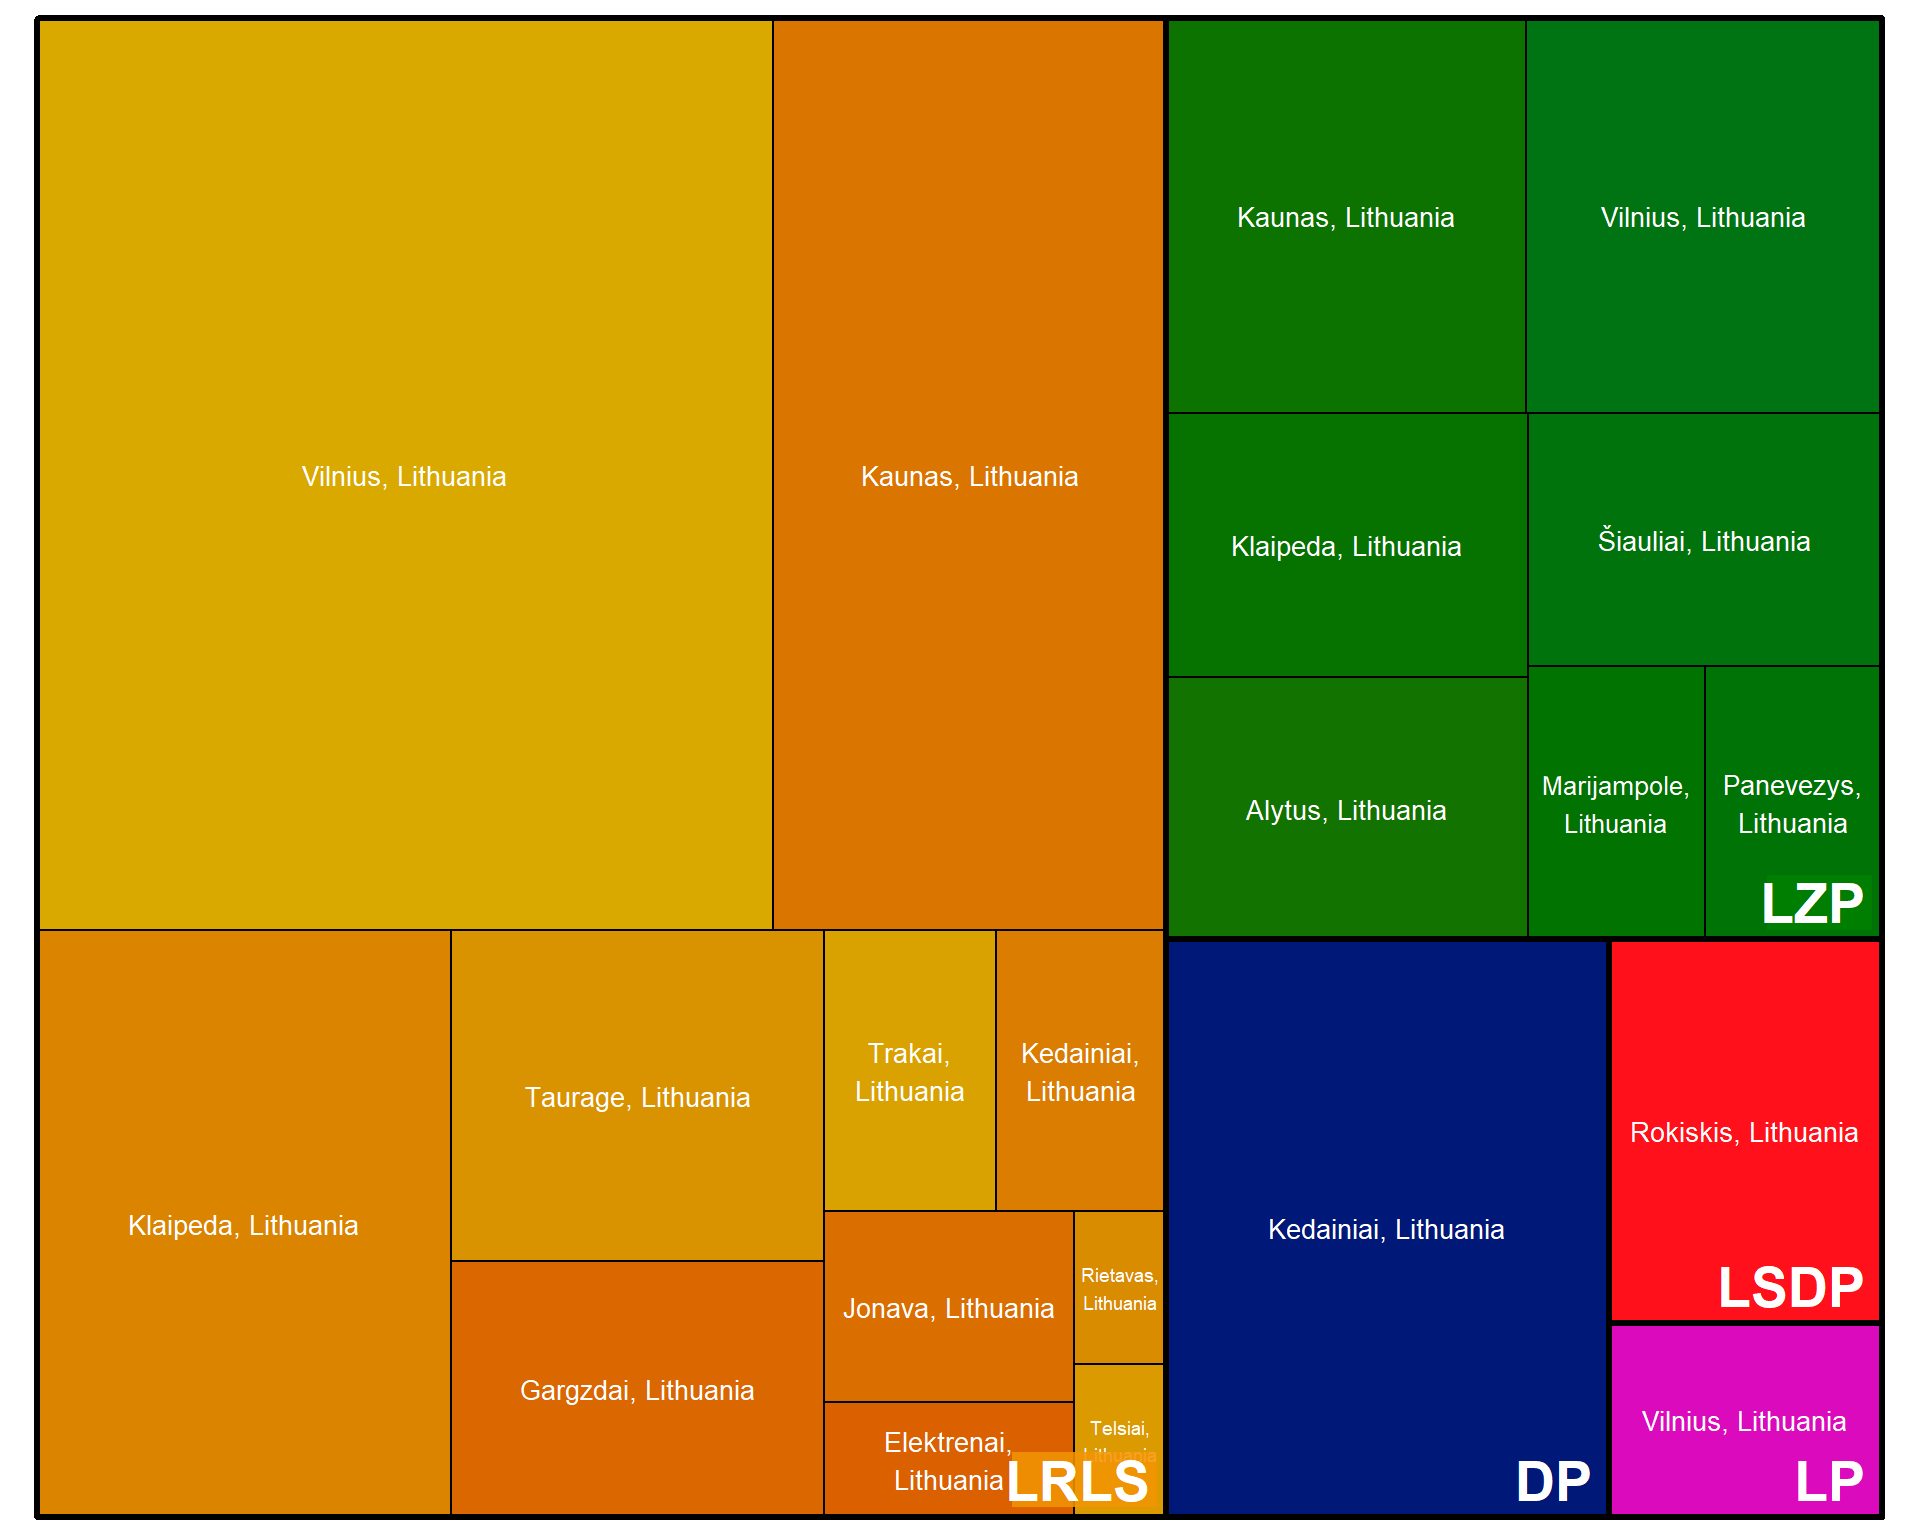 Vilnius, Lithuania
Kaunas, Lithuania
Klaipeda, Lithuania
Taurage, Lithuania
Gargzdai, Lithuania
Trakai,
Lithuania
Kedainiai,
Lithuania
Jonava, Lithuania
Rietavas,
Lithuania
Elektrenai,
Lithuania
Telsiai,
Lithuania
LRLS
Kaunas, Lithuania
Vilnius, Lithuania
Klaipeda, Lithuania
Šiauliai, Lithuania
Alytus, Lithuania
Marijampole,
Lithuania
Panevezys,
Lithuania
LZP
Kedainiai, Lithuania
DP
Rokiskis, Lithuania
LSDP
Vilnius, Lithuania
LP